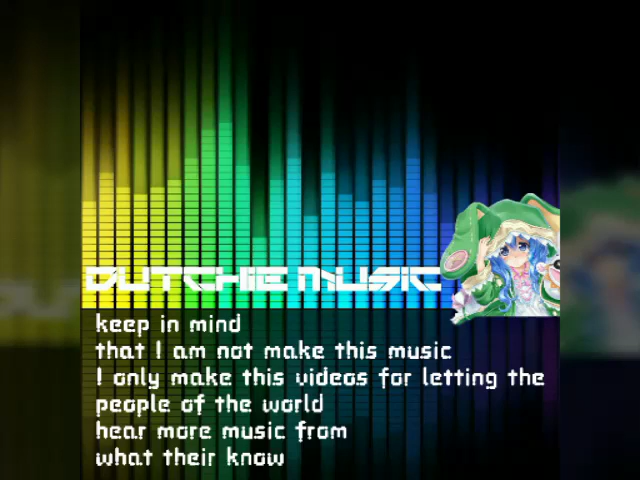 DUTCHIE MUSIC
keep in mind
that I am not make this music
I only make this videos for letting the
people of the world
hear more music from
what their know